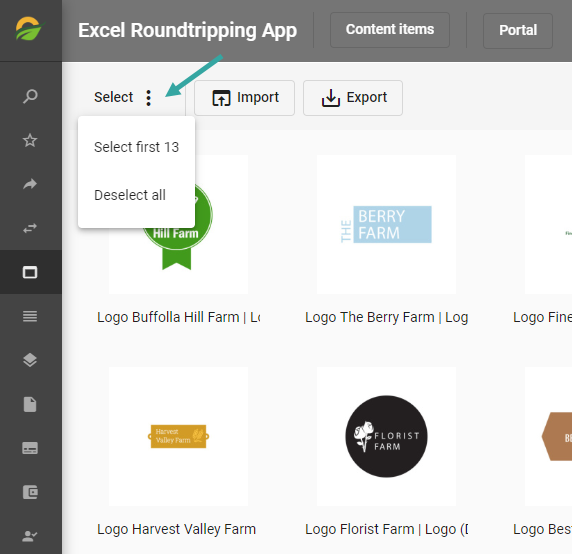 Excel Roundtripping App
Content items
Portal
Select
Import
Export
Select first 13
Deselect all
Hill Farm
THE BERRY FARM
Logo Buffolla Hill Farm | Lo
Logo The Berry Farm | Log
Logo Fine
Harvest
Valley Farm
FLORIST
FARM
Logo Harvest Valley Farm
Logo Florist Farm | Logo (D
Logo Best